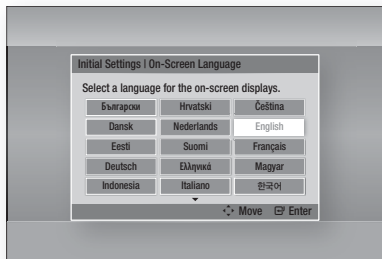 Initial Settings | On-Screen Language
Select a language for the on-screen displays.
Български Hrvatski Čeština
Dansk Nederlands English
Eesti Suomi Français
Deutsch Ελληνικά Magyar
Indonesia Italiano 한국어
Move Enter